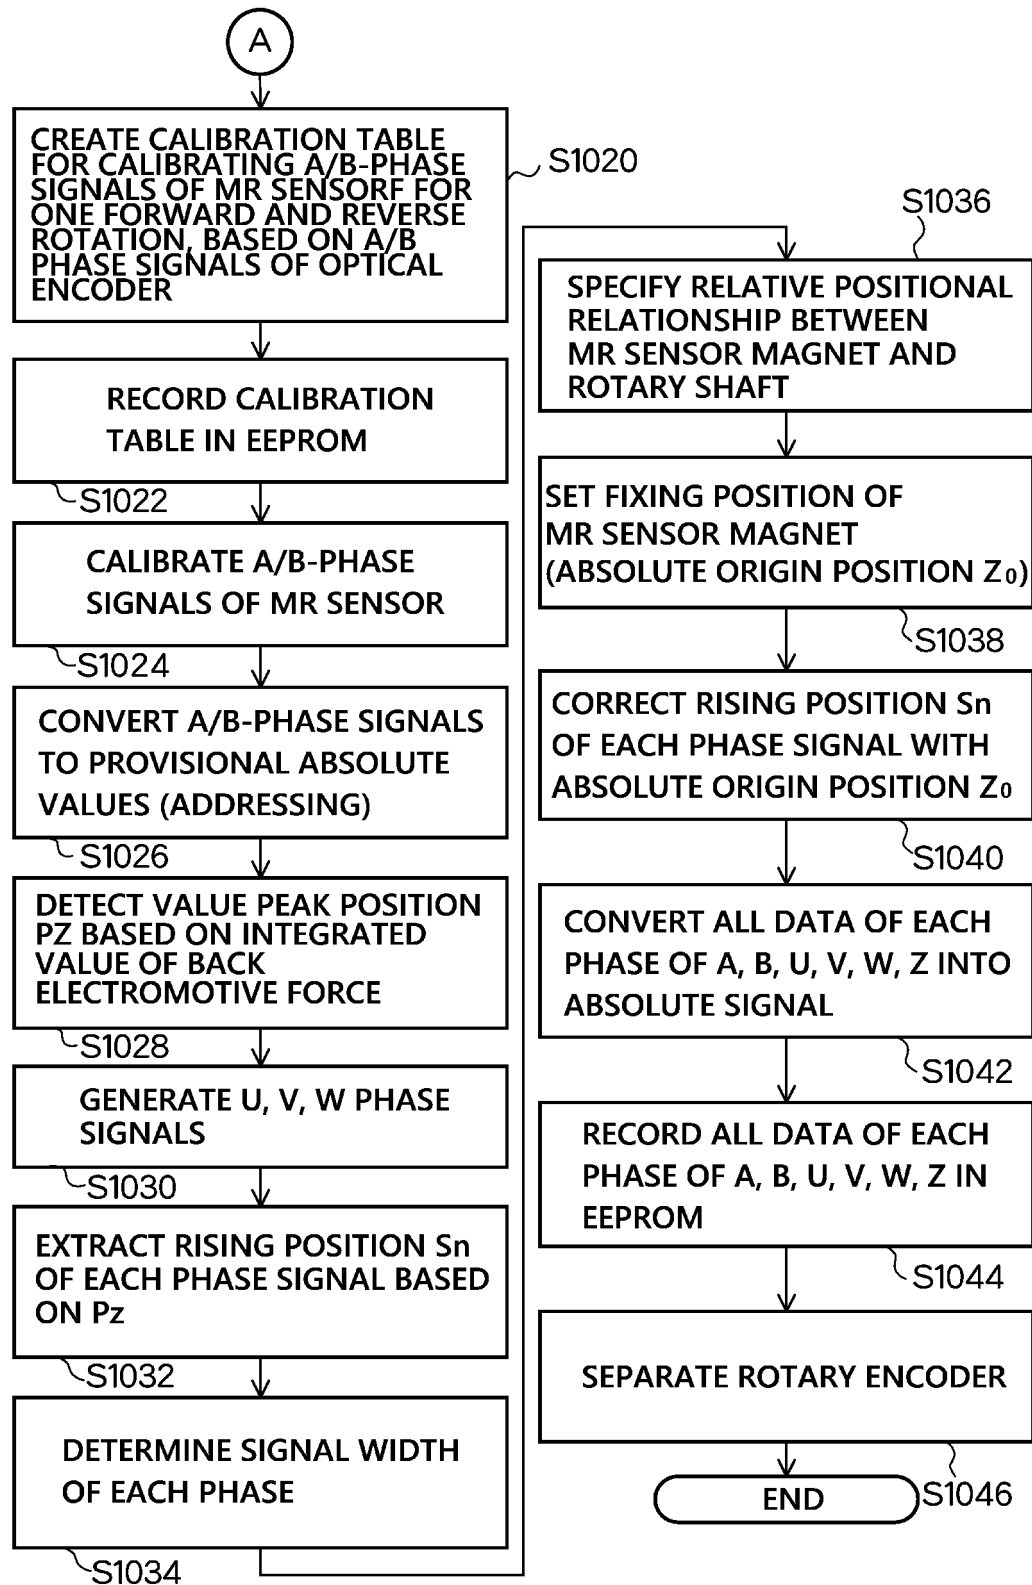 A
CREATE CALIBRATION TABLE
FOR CALIBRATING A/B-PHASE
SIGNALS OF MR SENSORF FOR
ONE FORWARD AND REVERSE
ROTATION, BASED ON A/B
PHASE SIGNALS OF OPTICAL
ENCODER
S1020
RECORD CALIBRATION
TABLE IN EEPROM
S1022
CALIBRATE A/B-PHASE
SIGNALS OF MR SENSOR
S1024
CONVERT A/B-PHASE SIGNALS
TO PROVISIONAL ABSOLUTE
VALUES (ADDRESSING)
S1026
DETECT VALUE PEAK POSITION
PZ BASED ON INTEGRATED
VALUE OF BACK
ELECTROMOTIVE FORCE
S1028
GENERATE U, V, W PHASE
SIGNALS
S1030
EXTRACT RISING POSITION Sn
OF EACH PHASE SIGNAL BASED
ON Pz
S1032
DETERMINE SIGNAL WIDTH
OF EACH PHASE
S1034
S1036
SPECIFY RELATIVE POSITIONAL
RELATIONSHIP BETWEEN
MR SENSOR MAGNET AND
ROTARY SHAFT
SET FIXING POSITION OF
MR SENSOR MAGNET
(ABSOLUTE ORIGIN POSITION Z0)
S1038
CORRECT RISING POSITION Sn
OF EACH PHASE SIGNAL WITH
ABSOLUTE ORIGIN POSITION Z0
S1040
CONVERT ALL DATA OF EACH
PHASE OF A, B, U, V, W, Z INTO
ABSOLUTE SIGNAL
S1042
RECORD ALL DATA OF EACH
PHASE OF A, B, U, V, W, Z IN
EEPROM
S1044
SEPARATE ROTARY ENCODER
S1046
END